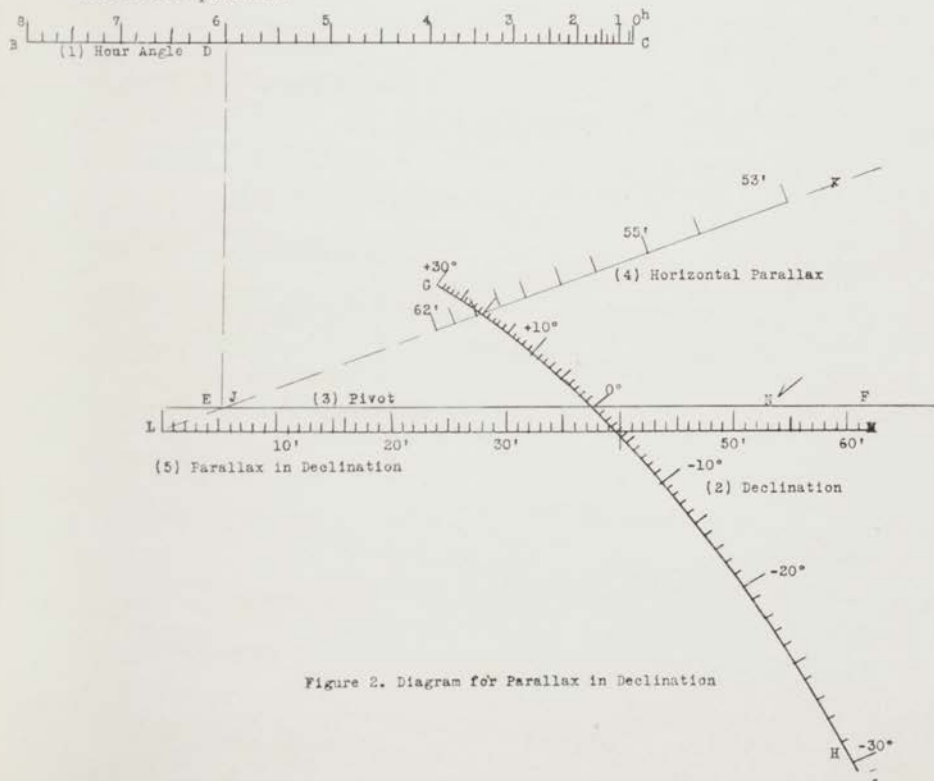 8 7 6 5 4 3 2 1 0ʰ
B C
(1) Hour Angle D
53' K
55'
+30° (4) Horizontal Parallax
G
62'
+10°
0°
E J (3) Pivot N F
L 10' 20' 30' 50' 60' M
(5) Parallax in Declination
-10°
(2) Declination
-20°
Figure 2. Diagram for Parallax in Declination
H -30°